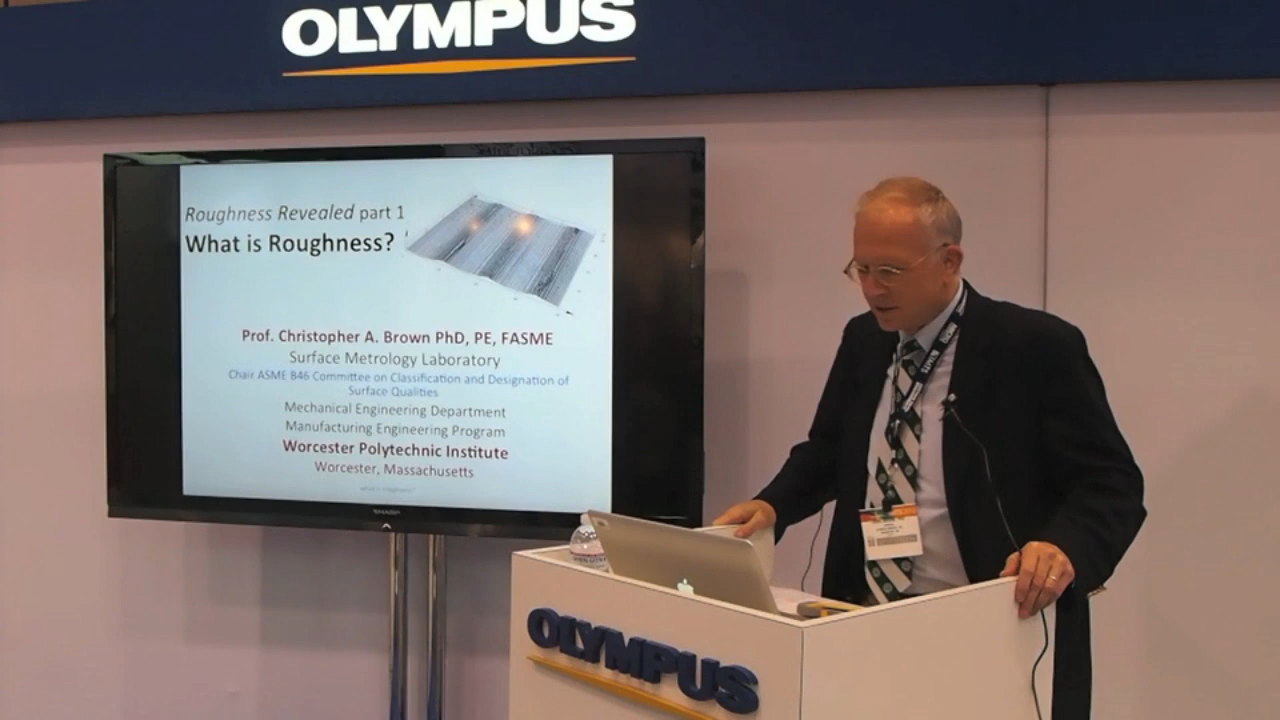 OLYMPUS
Roughness Revealed part 1
What is Roughness?
Prof. Christopher A. Brown PhD, PE, FASME
Surface Metrology Laboratory
Chair ASME B46 Committee on Classification and Designation of
Surface Qualities
Mechanical Engineering Department
Manufacturing Engineering Program
Worcester Polytechnic Institute
Worcester, Massachusetts
SHARP
OLYMPUS